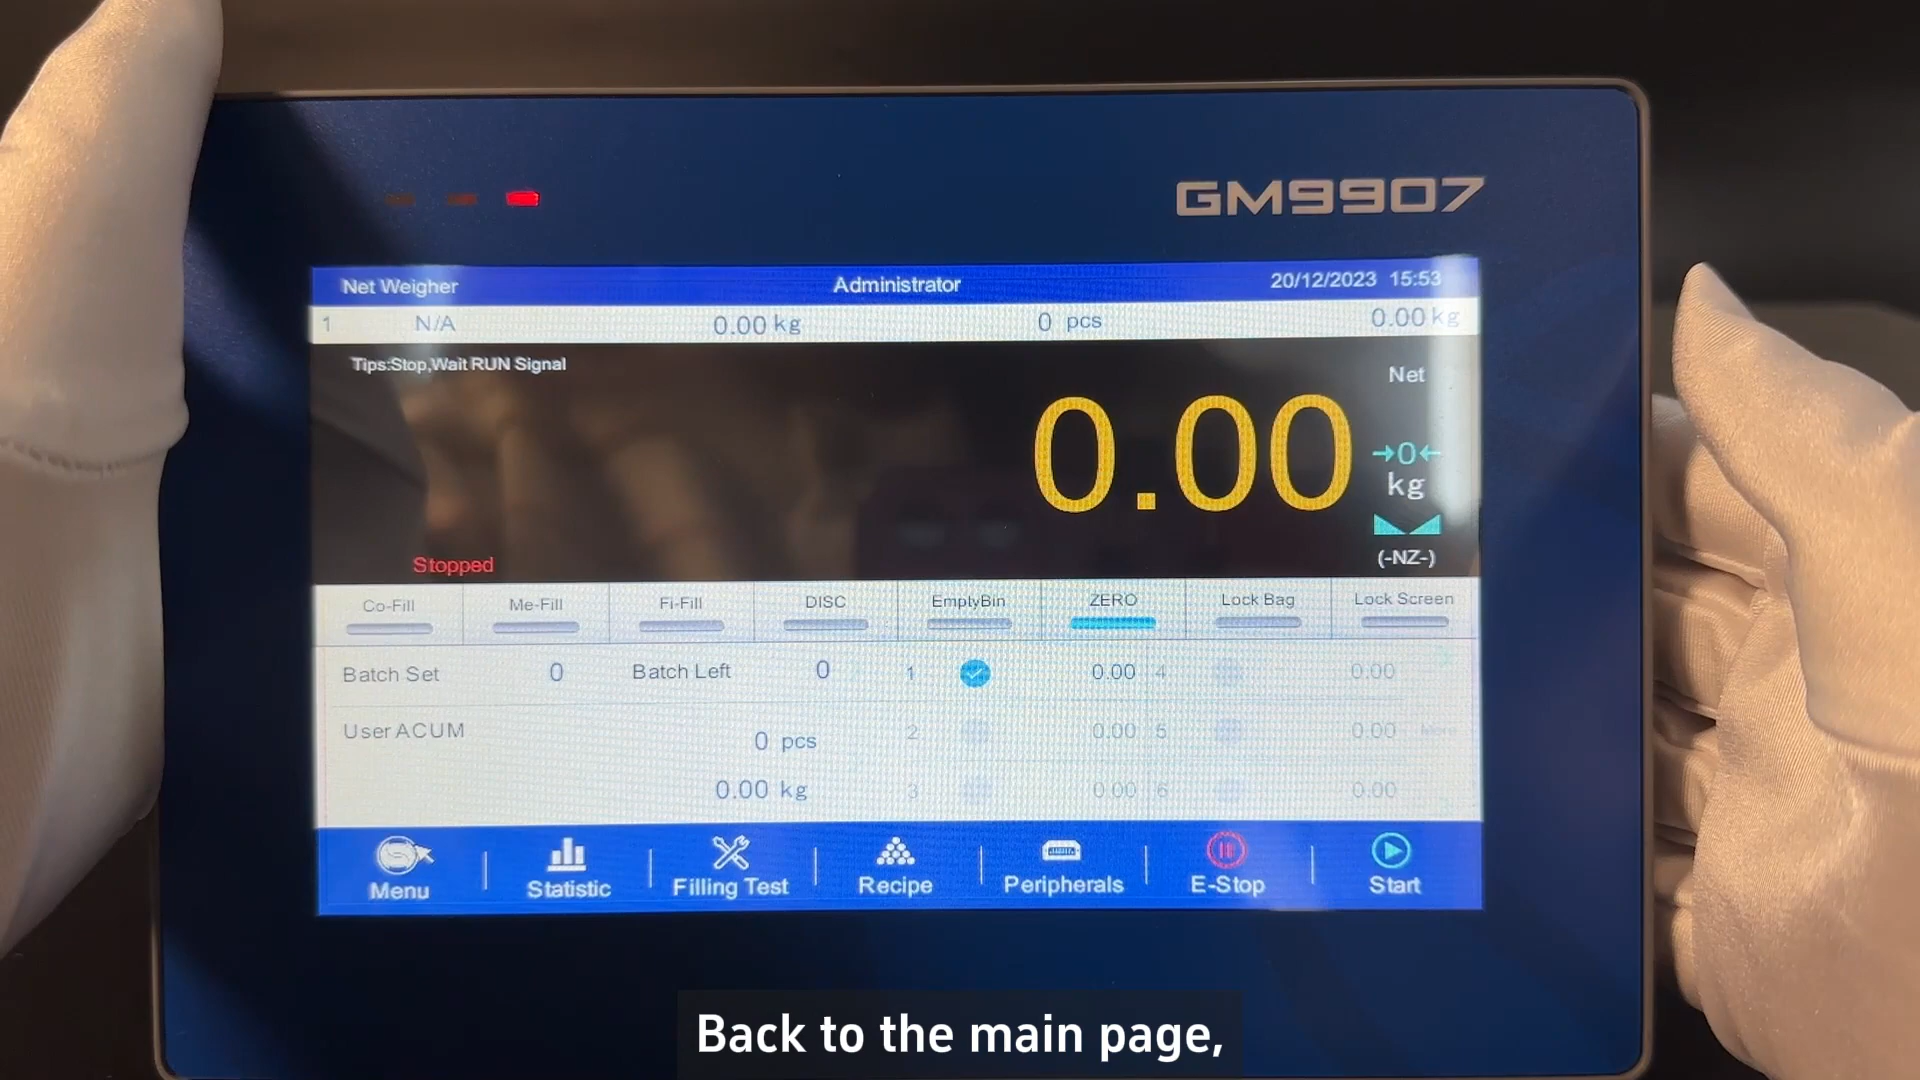 GM9907
Net Weigher Administrator 20/12/2023 15:53
1 N/A 0.00 kg 0 pcs 0.00 kg
Tips:Stop,Wait RUN Signal
Net
0.00
→0←
kg
(-NZ-)
Stopped
Co-Fill Me-Fill Fi-Fill DISC EmplyBin ZERO Lock Bag Lock Screen
Batch Set 0 Batch Left 0 1 0.00 4 0.00
User ACUM 0 pcs 2 0.00 5 0.00 More
0.00 kg 3 0.00 6 0.00
Menu Statistic Filling Test Recipe Peripherals E-Stop Start
Back to the main page,